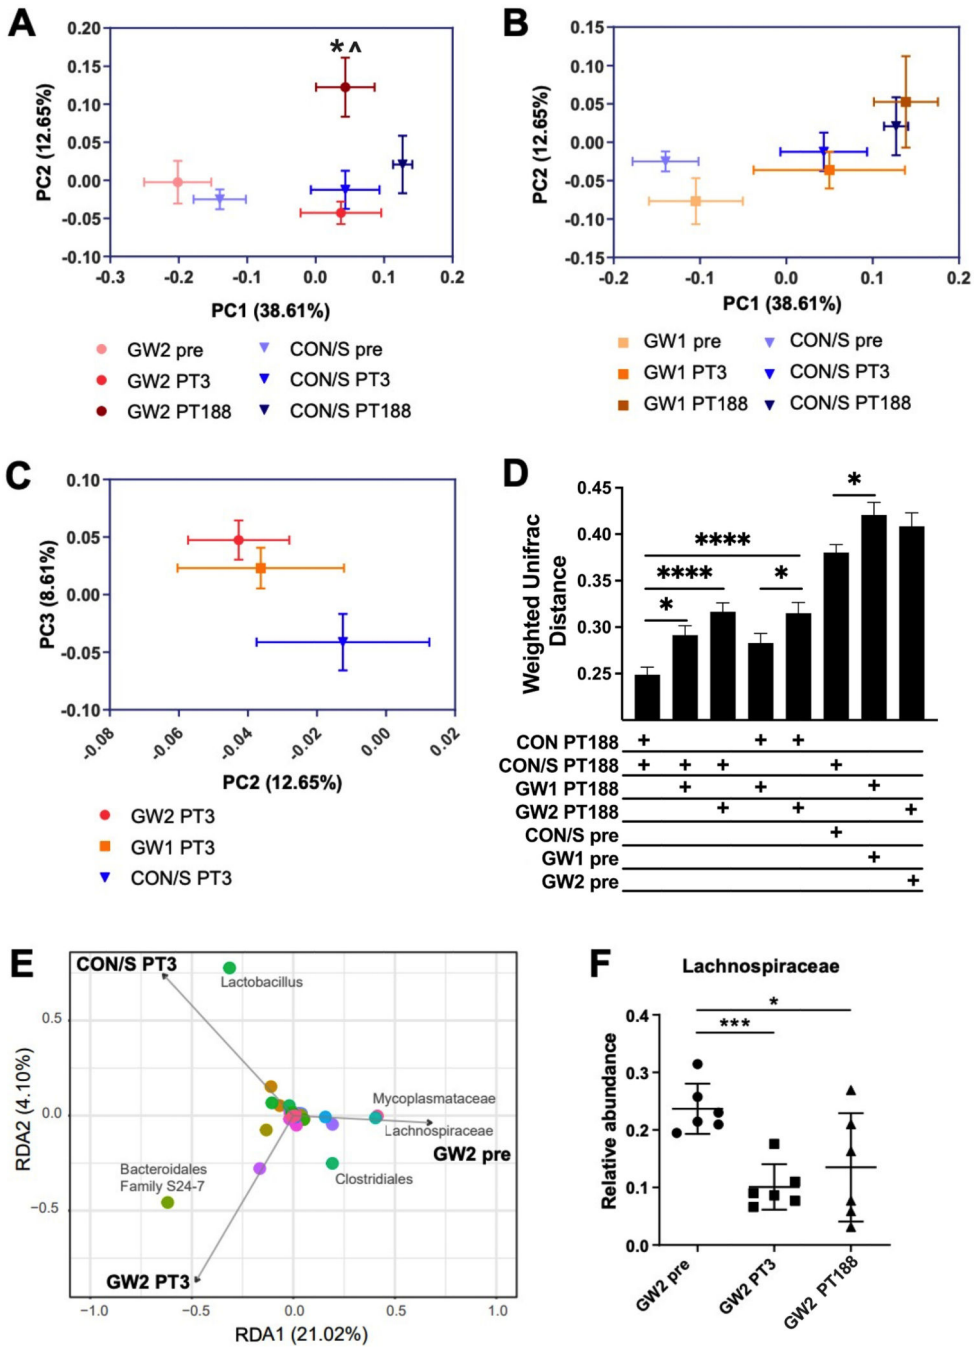 A
0.20
0.15
0.10
0.05
0.00
-0.05
-0.10
PC2 (12.65%)
* ^
-0.3
-0.2
-0.1
0.0
0.1
0.2
PC1 (38.61%)
GW2 pre
CON/S pre
GW2 PT3
CON/S PT3
GW2 PT188
CON/S PT188
B
0.15
0.10
0.05
0.00
-0.05
-0.10
-0.15
PC2 (12.65%)
-0.2
-0.1
0.0
0.1
0.2
PC1 (38.61%)
GW1 pre
CON/S pre
GW1 PT3
CON/S PT3
GW1 PT188
CON/S PT188
C
0.10
0.05
0.00
-0.05
-0.10
PC3 (8.61%)
-0.08
-0.06
-0.04
-0.02
0.00
0.02
PC2 (12.65%)
GW2 PT3
GW1 PT3
CON/S PT3
D
0.45
0.40
0.35
0.30
0.25
Weighted Unifrac
Distance
*
****
****
*
*
CON PT188 + + +
CON/S PT188 + + + +
GW1 PT188 + + +
GW2 PT188 + + +
CON/S pre +
GW1 pre +
GW2 pre +
E
CON/S PT3
Lactobacillus
0.5
0.0
−0.5
RDA2 (4.10%)
Mycoplasmataceae
Lachnospiraceae
GW2 pre
Clostridiales
Bacteroidales
Family S24-7
GW2 PT3
−1.0
−0.5
0.0
0.5
1.0
RDA1 (21.02%)
F
Lachnospiraceae
*
***
0.4
0.3
0.2
0.1
0.0
Relative abundance
GW2 pre
GW2 PT3
GW2 PT188